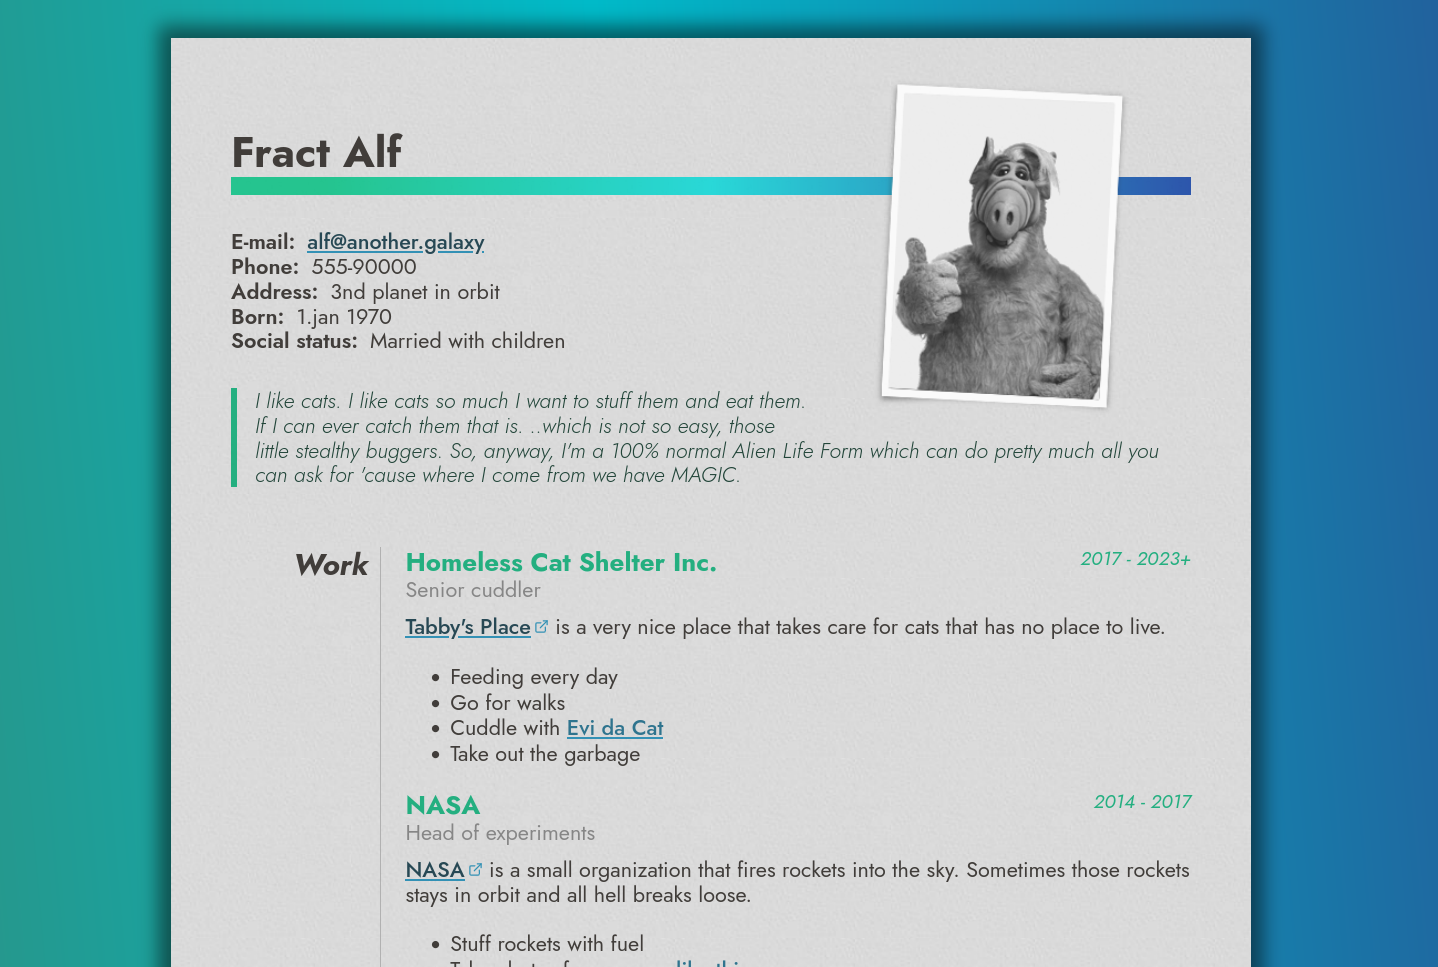 Fract Alf
E-mail: alf@another.galaxy
Phone: 555-90000
Address: 3nd planet in orbit
Born: 1.jan 1970
Social status: Married with children
I like cats. I like cats so much I want to stuff them and eat them.
If I can ever catch them that is. ..which is not so easy, those
little stealthy buggers. So, anyway, I'm a 100% normal Alien Life Form which can do pretty much all you
can ask for 'cause where I come from we have MAGIC.
Work
Homeless Cat Shelter Inc.
2017 - 2023+
Senior cuddler
Tabby's Place is a very nice place that takes care for cats that has no place to live.
Feeding every day
Go for walks
Cuddle with Evi da Cat
Take out the garbage
NASA
2014 - 2017
Head of experiments
NASA is a small organization that fires rockets into the sky. Sometimes those rockets
stays in orbit and all hell breaks loose.
Stuff rockets with fuel